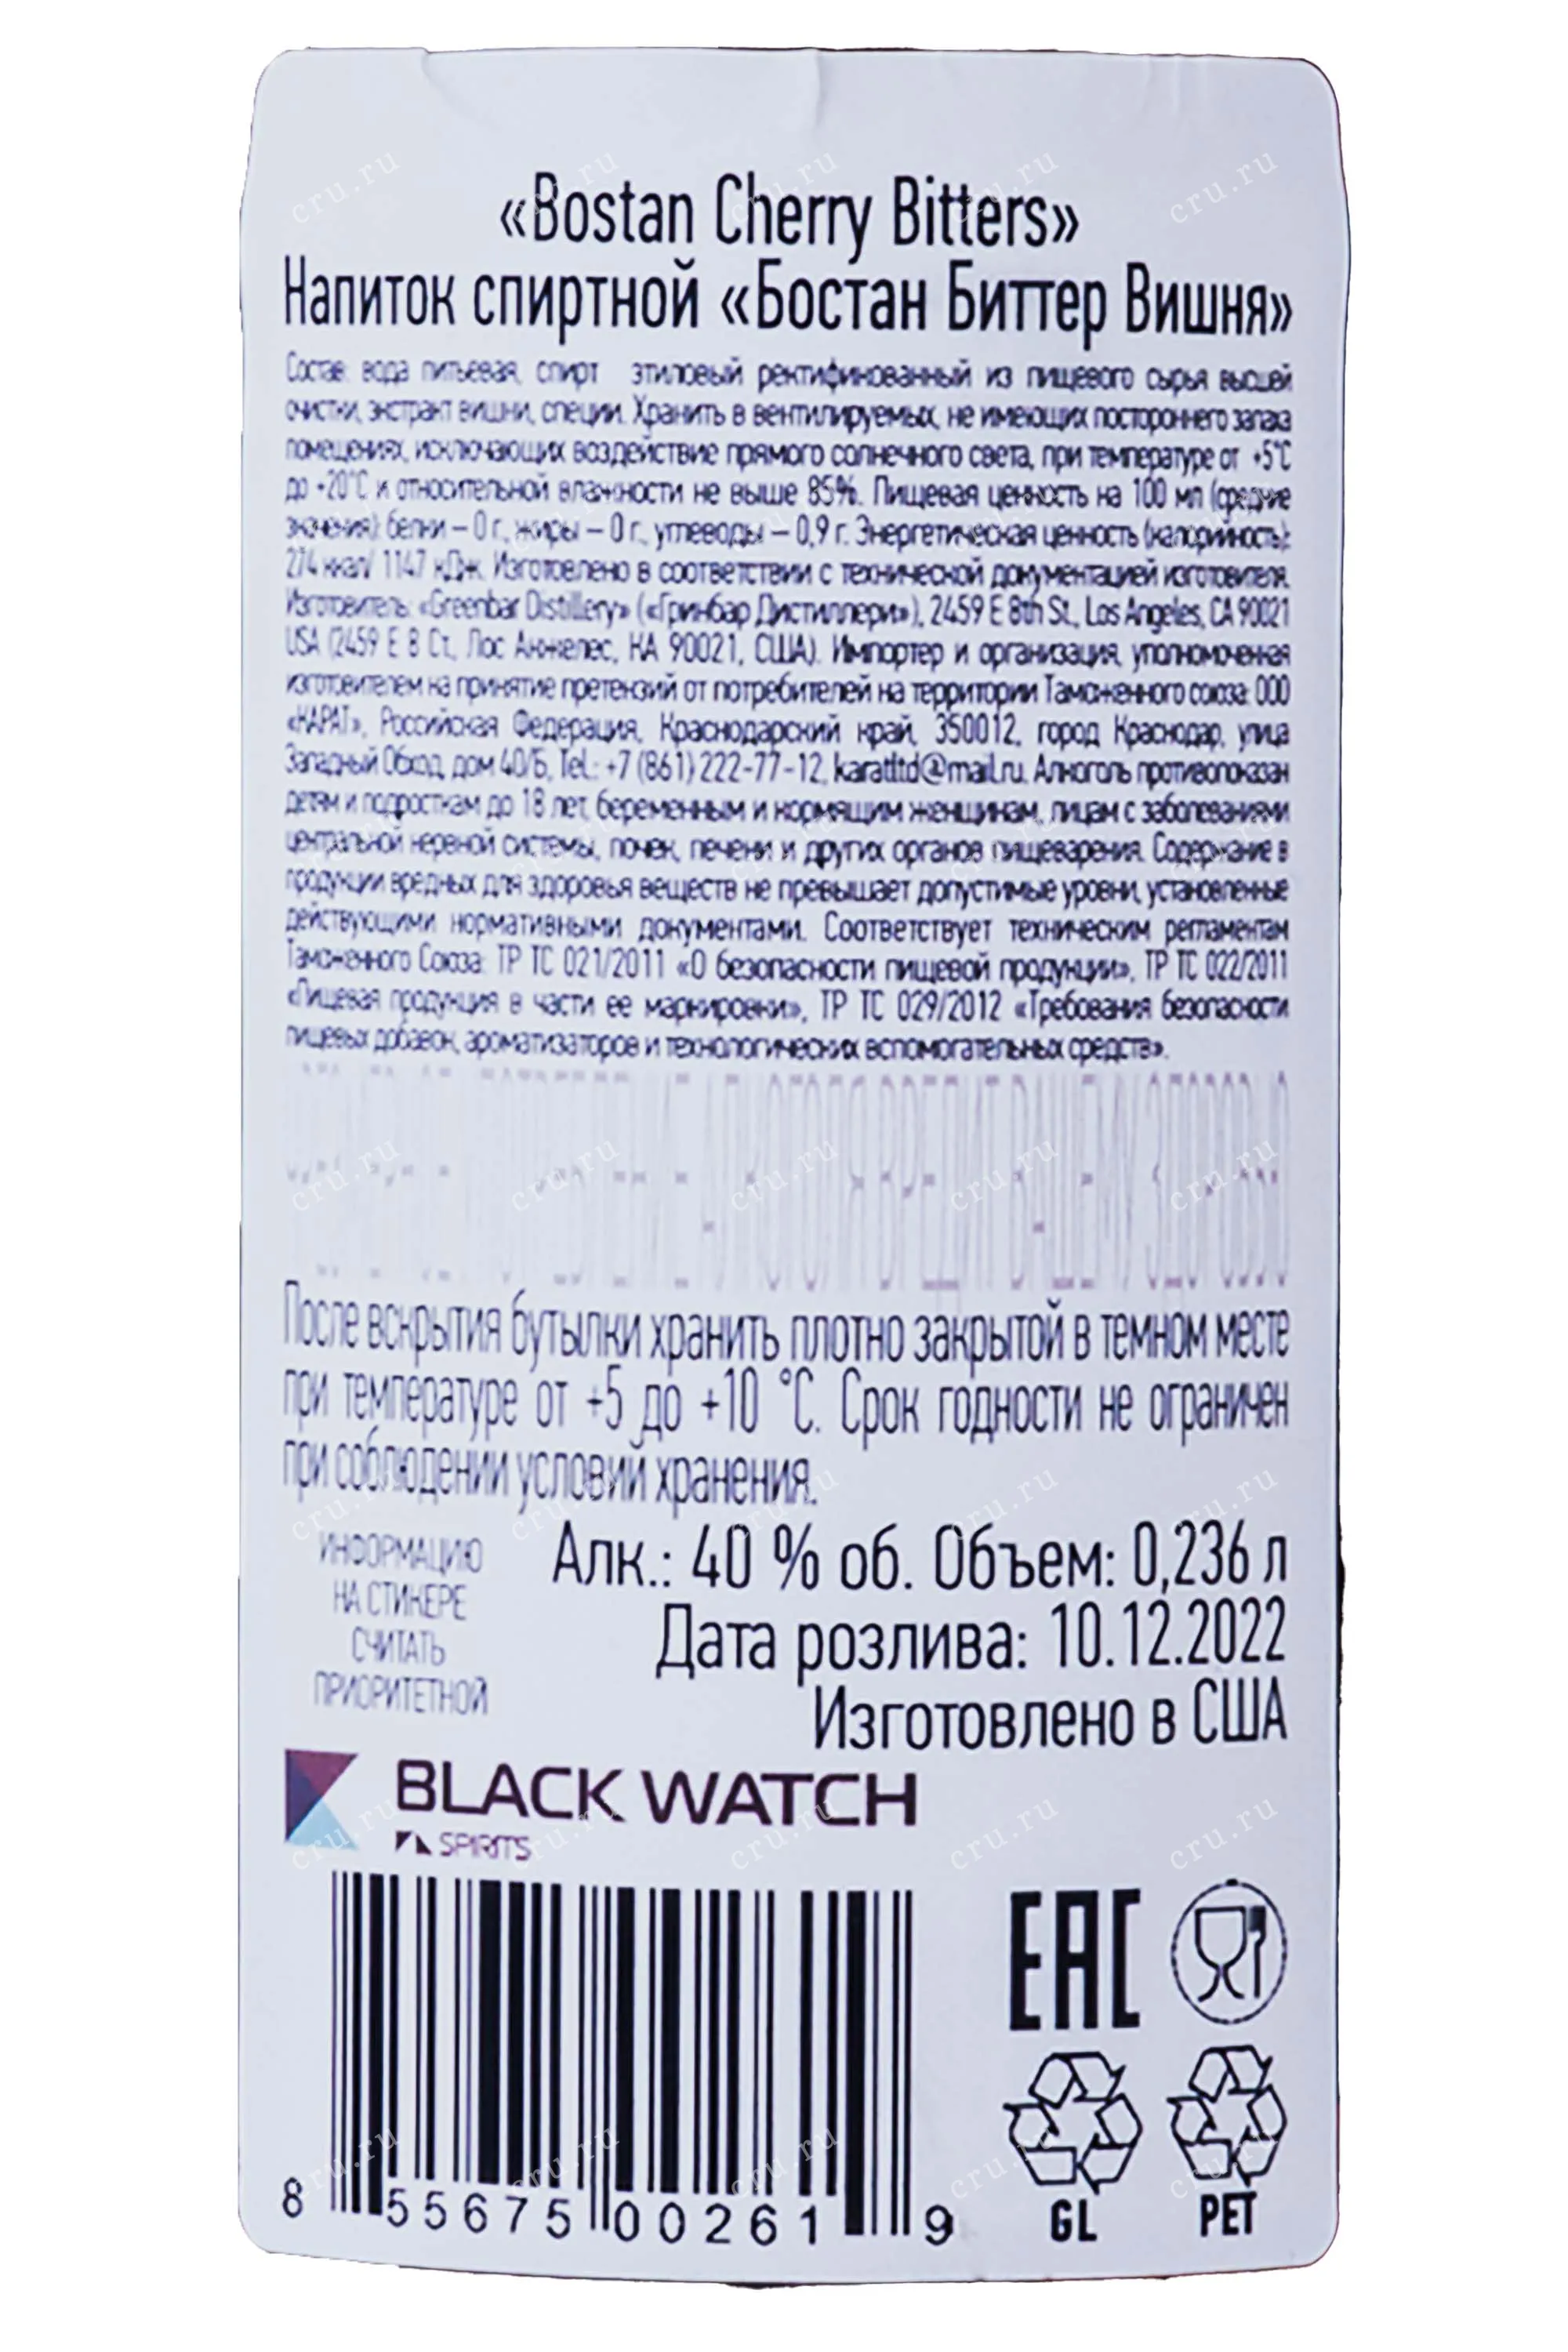 «Bostan Cherry Bitters»
Напиток спиртной «Бостан Биттер Вишня»
Состав: вода питьевая, спирт этиловый ректификованный из пищевого сырья высшей
очистки, экстракт вишни, специи. Хранить в вентилируемых, не имеющих постороннего запаха
помещениях, исключающих воздействие прямого солнечного света, при температуре от +5°C
до +20°C и относительной влажности не выше 85%. Пищевая ценность на 100 мл (средние
значения): белки – 0 г., жиры – 0 г., углеводы – 0,9 г. Энергетическая ценность (калорийность):
274 ккал/ 1147 кДж. Изготовлено в соответствии с технической документацией изготовителя.
Изготовитель: «Greenbar Distillery» («Гринбар Дистиллери»), 2459 E 8th St., Los Angeles, CA 90021
USA (2459 Е 8 Ст., Лос Анжелес, КА 90021, США). Импортер и организация, уполномоченная
изготовителем на принятие претензий от потребителей на территории Таможенного союза: ООО
«КАРАТ», Российская Федерация, Краснодарский край, 350012, город Краснодар, улица
Западный Обход, дом 40/Б, Tel.: +7 (861) 222-77-12, karatltd@mail.ru. Алкоголь противопоказан
детям и подросткам до 18 лет, беременным и кормящим женщинам, лицам с заболеваниями
центральной нервной системы, почек, печени и других органов пищеварения. Содержание в
продукции вредных для здоровья веществ не превышает допустимые уровни, установленные
действующими нормативными документами. Соответствует техническим регламентам
Таможенного Союза: ТР ТС 021/2011 «О безопасности пищевой продукции», ТР ТС 022/2011
«Пищевая продукция в части ее маркировки», ТР ТС 029/2012 «Требования безопасности
пищевых добавок, ароматизаторов и технологических вспомогательных средств».
АЛКОГОЛЯ ВРЕДИТ ВАШЕМУ ЗДОРОВЬЮ
После вскрытия бутылки хранить плотно закрытой в темном месте
при температуре от +5 до +10 °C. Срок годности не ограничен
при соблюдении условий хранения.
ИНФОРМАЦИЮ
НА СТИКЕРЕ
СЧИТАТЬ
ПРИОРИТЕТНОЙ
Алк.: 40 % об. Объем: 0,236 л
Дата розлива: 10.12.2022
Изготовлено в США
BLACK WATCH
SPIRITS
EAC
8 55675 00261 9
GL
PET
cru.ru